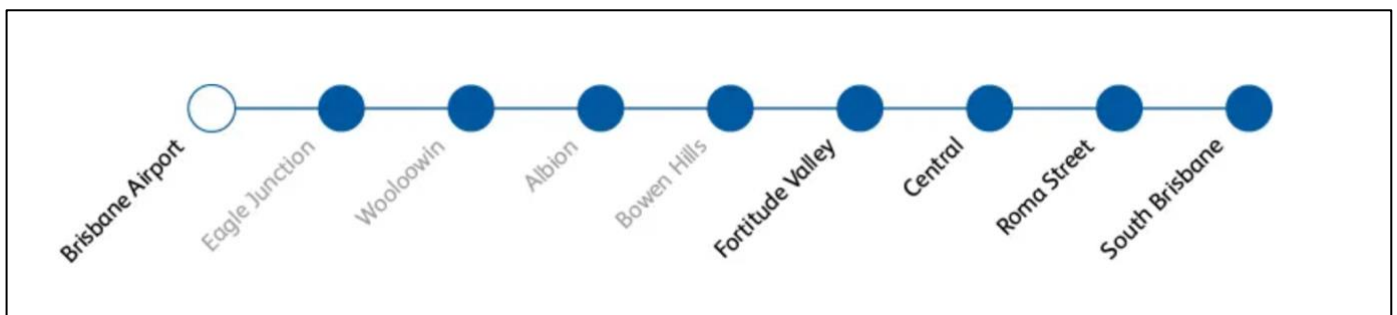 Brisbane Airport
Eagle Junction
Wooloowin
Albion
Bowen Hills
Fortitude Valley
Central
Roma Street
South Brisbane